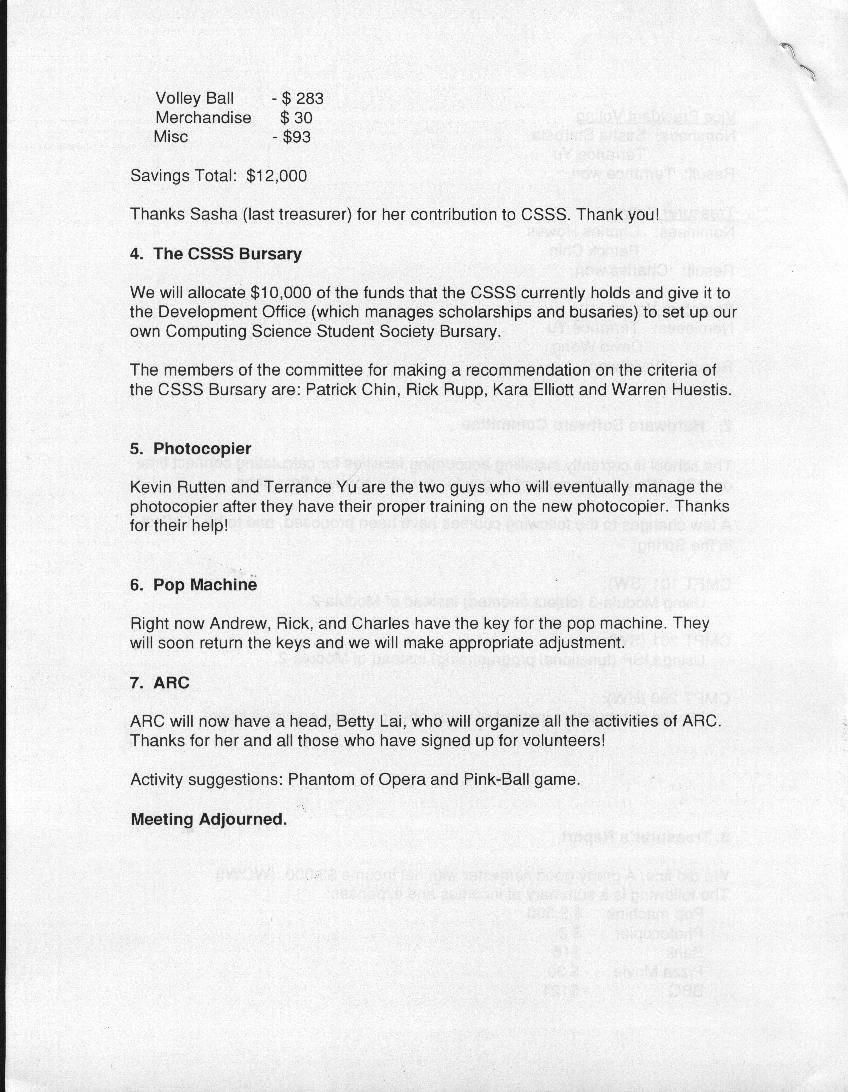 Volley Ball - $ 283
Merchandise $ 30
Misc - $93
Savings Total: $12,000
Thanks Sasha (last treasurer) for her contribution to CSSS. Thank you!
4. The CSSS Bursary
We will allocate $10,000 of the funds that the CSSS currently holds and give it to
the Development Office (which manages scholarships and busaries) to set up our
own Computing Science Student Society Bursary.
The members of the committee for making a recommendation on the criteria of
the CSSS Bursary are: Patrick Chin, Rick Rupp, Kara Elliott and Warren Huestis.
5. Photocopier
Kevin Rutten and Terrance Yu are the two guys who will eventually manage the
photocopier after they have their proper training on the new photocopier. Thanks
for their help!
6. Pop Machine
Right now Andrew, Rick, and Charles have the key for the pop machine. They
will soon return the keys and we will make appropriate adjustment.
7. ARC
ARC will now have a head, Betty Lai, who will organize all the activities of ARC.
Thanks for her and all those who have signed up for volunteers!
Activity suggestions: Phantom of Opera and Pink-Ball game.
Meeting Adjourned.